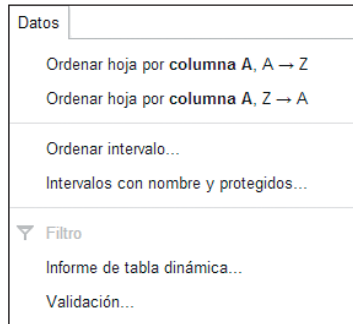 Datos
Ordenar hoja por columna A, A → Z
Ordenar hoja por columna A, Z → A
Ordenar intervalo...
Intervalos con nombre y protegidos...
Filtro
Informe de tabla dinámica...
Validación...